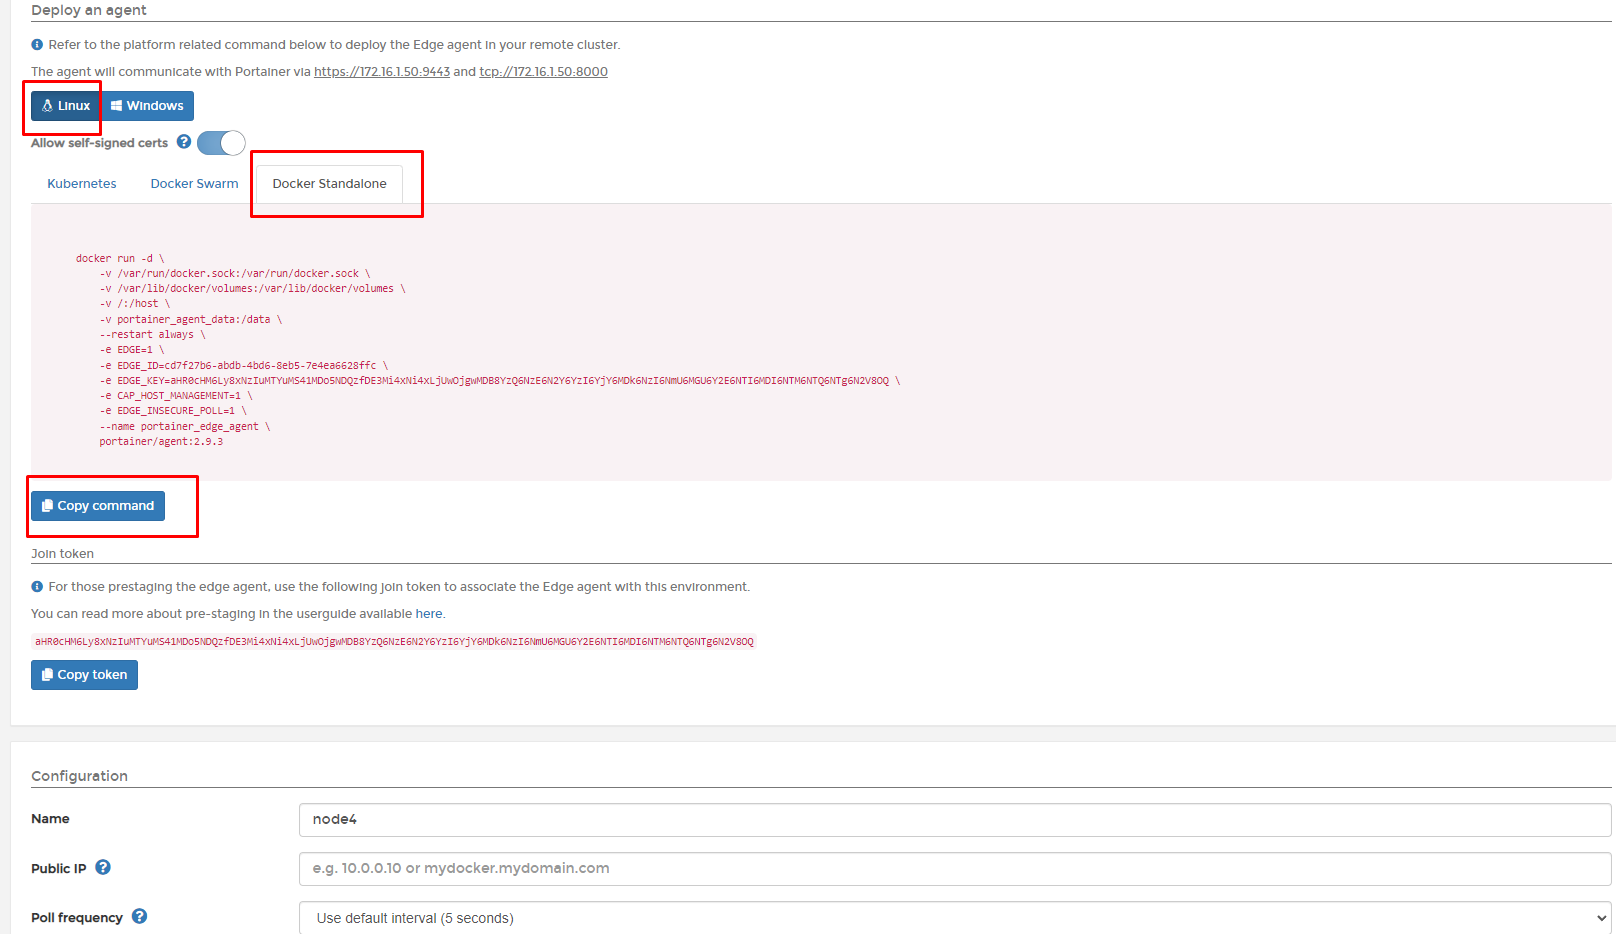 Deploy an agent
Refer to the platform related command below to deploy the Edge agent in your remote cluster.
The agent will communicate with Portainer via https://172.16.1.50:9443 and tcp://172.16.1.50:8000
Linux Windows
Allow self-signed certs
Kubernetes Docker Swarm Docker Standalone
docker run -d \
-v /var/run/docker.sock:/var/run/docker.sock \
-v /var/lib/docker/volumes:/var/lib/docker/volumes \
-v /:/host \
-v portainer_agent_data:/data \
--restart always \
-e EDGE=1 \
-e EDGE_ID=cd7f27b6-abdb-4bd6-8eb5-7e4ea6628ffc \
-e EDGE_KEY=aHR0cHM6Ly8xNzIuMTYuMS41MDo5NDQzfDE3Mi4xNi4xLjUwOjgwMDB8YzQ6NzE6N2Y6YzI6YjY6MDk6NzI6NmU6MGU6Y2E6NTI6MDI6NTM6NTQ6NTg6N2V8OQ \
-e CAP_HOST_MANAGEMENT=1 \
-e EDGE_INSECURE_POLL=1 \
--name portainer_edge_agent \
portainer/agent:2.9.3
Copy command
Join token
For those prestaging the edge agent, use the following join token to associate the Edge agent with this environment.
You can read more about pre-staging in the userguide available here.
aHR0cHM6Ly8xNzIuMTYuMS41MDo5NDQzfDE3Mi4xNi4xLjUwOjgwMDB8YzQ6NzE6N2Y6YzI6YjY6MDk6NzI6NmU6MGU6Y2E6NTI6MDI6NTM6NTQ6NTg6N2V8OQ
Copy token
Configuration
Name node4
Public IP e.g. 10.0.0.10 or mydocker.mydomain.com
Poll frequency Use default interval (5 seconds)